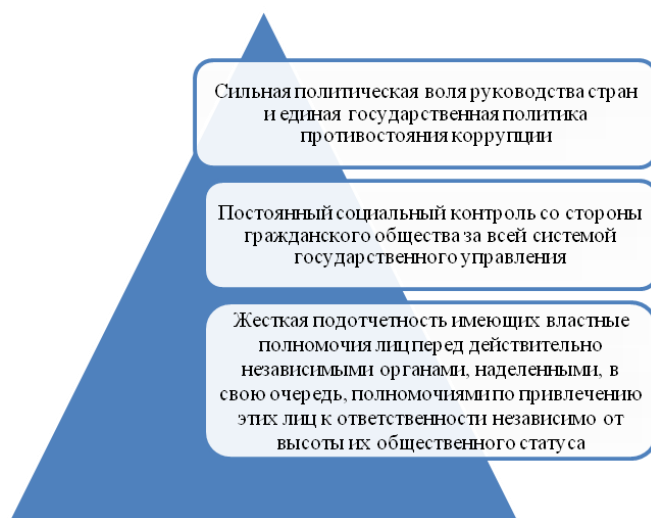 Сильная политическая воля руководства стран
и единая государственная политика
противостояния коррупции
Постоянный социальный контроль со стороны
гражданского общества за всей системой
государственного управления
Жесткая подотчетность имеющих властные
полномочия лиц перед действительно
независимыми органами, наделенными, в
свою очередь, полномочиями по привлечению
этих лиц к ответственности независимо от
высоты их общественного статуса